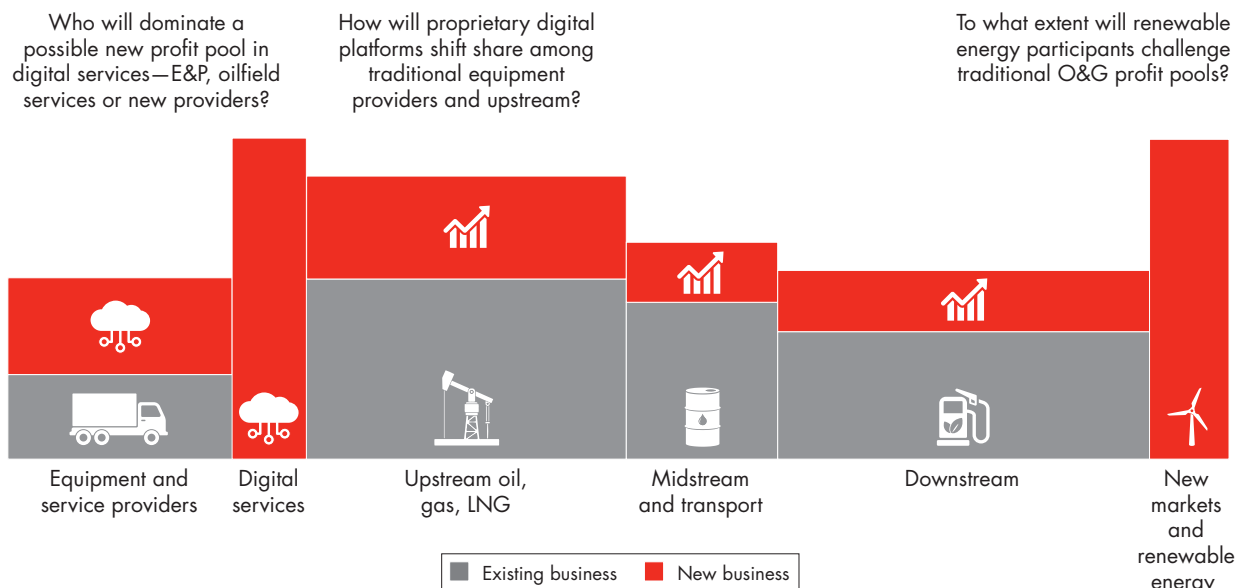 Who will dominate a
possible new profit pool in
digital services—E&P, oilfield
services or new providers?
How will proprietary digital
platforms shift share among
traditional equipment
providers and upstream?
To what extent will renewable
energy participants challenge
traditional O&G profit pools?
Equipment and
service providers
Digital
services
Upstream oil,
gas, LNG
Midstream
and transport
Downstream
New
markets
and
renewable
energy
Existing business
New business